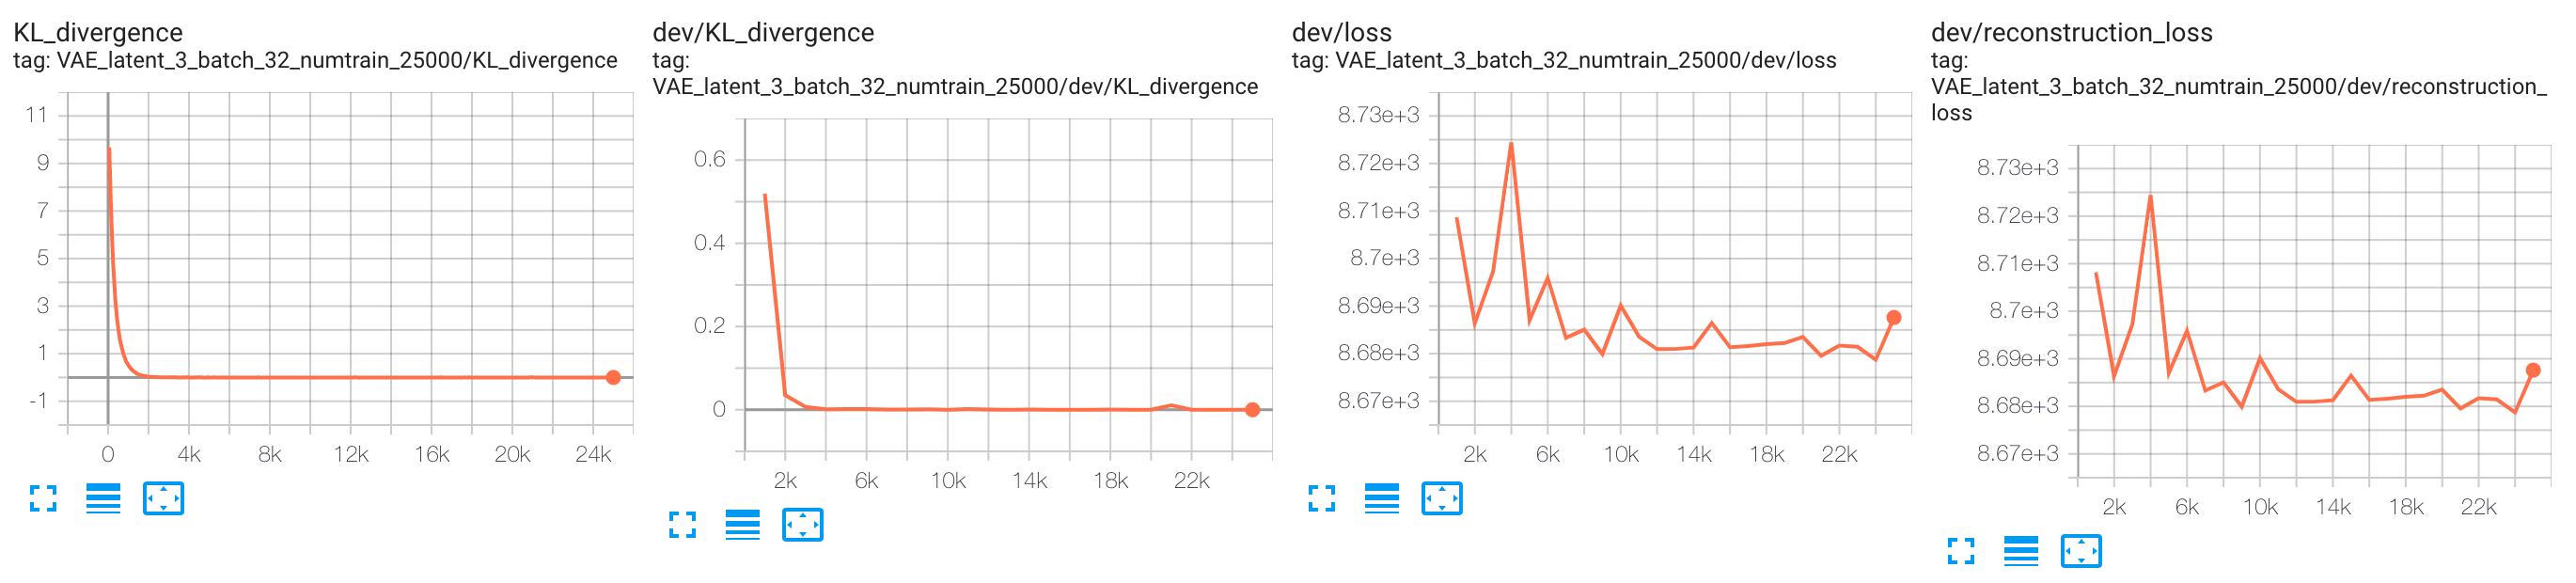 KL_divergence
tag: VAE_latent_3_batch_32_numtrain_25000/KL_divergence
11
9
7
5
3
1
-1
0 4k 8k 12k 16k 20k 24k
dev/KL_divergence
tag:
VAE_latent_3_batch_32_numtrain_25000/dev/KL_divergence
0.6
0.4
0.2
0
2k 6k 10k 14k 18k 22k
dev/loss
tag: VAE_latent_3_batch_32_numtrain_25000/dev/loss
8.73e+3
8.72e+3
8.71e+3
8.7e+3
8.69e+3
8.68e+3
8.67e+3
2k 6k 10k 14k 18k 22k
dev/reconstruction_loss
tag:
VAE_latent_3_batch_32_numtrain_25000/dev/reconstruction_
loss
8.73e+3
8.72e+3
8.71e+3
8.7e+3
8.69e+3
8.68e+3
8.67e+3
2k 6k 10k 14k 18k 22k